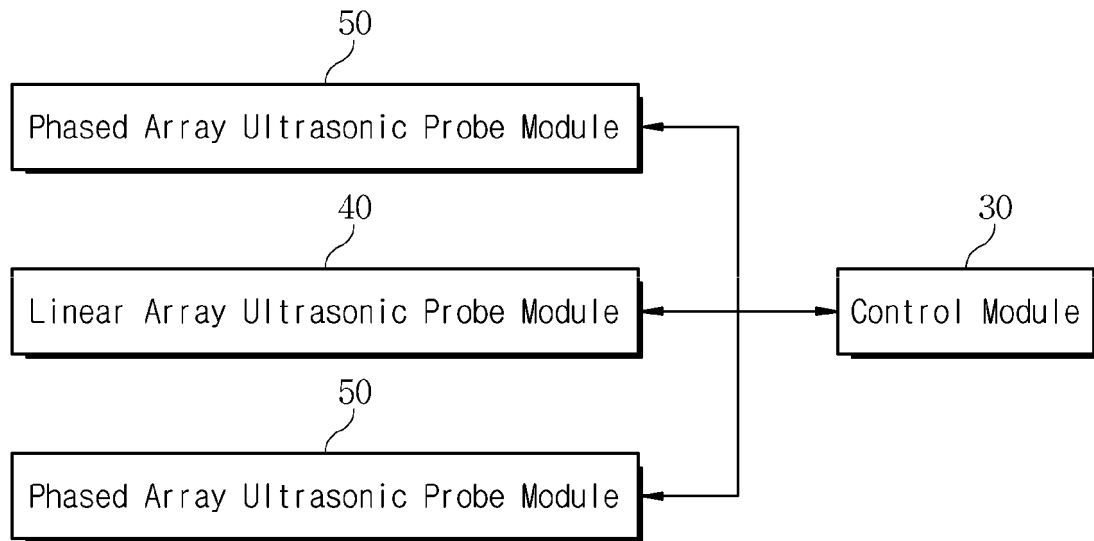 50
Phased Array Ultrasonic Probe Module
40
30
Linear Array Ultrasonic Probe Module
Control Module
50
Phased Array Ultrasonic Probe Module